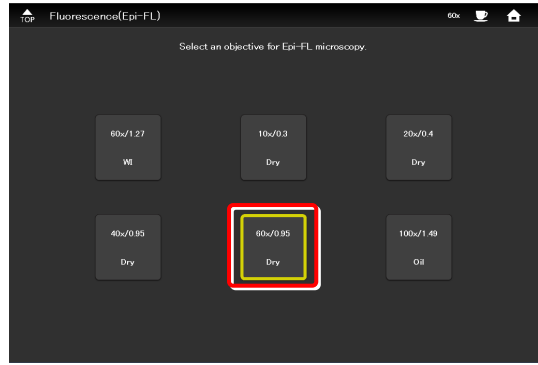 TOP Fluorescence(Epi-FL) 60x
Select an objective for Epi-FL microscopy.
60x/1.27 10x/0.3 20x/0.4
WI Dry Dry
40x/0.95 60x/0.95 100x/1.49
Dry Dry Oil